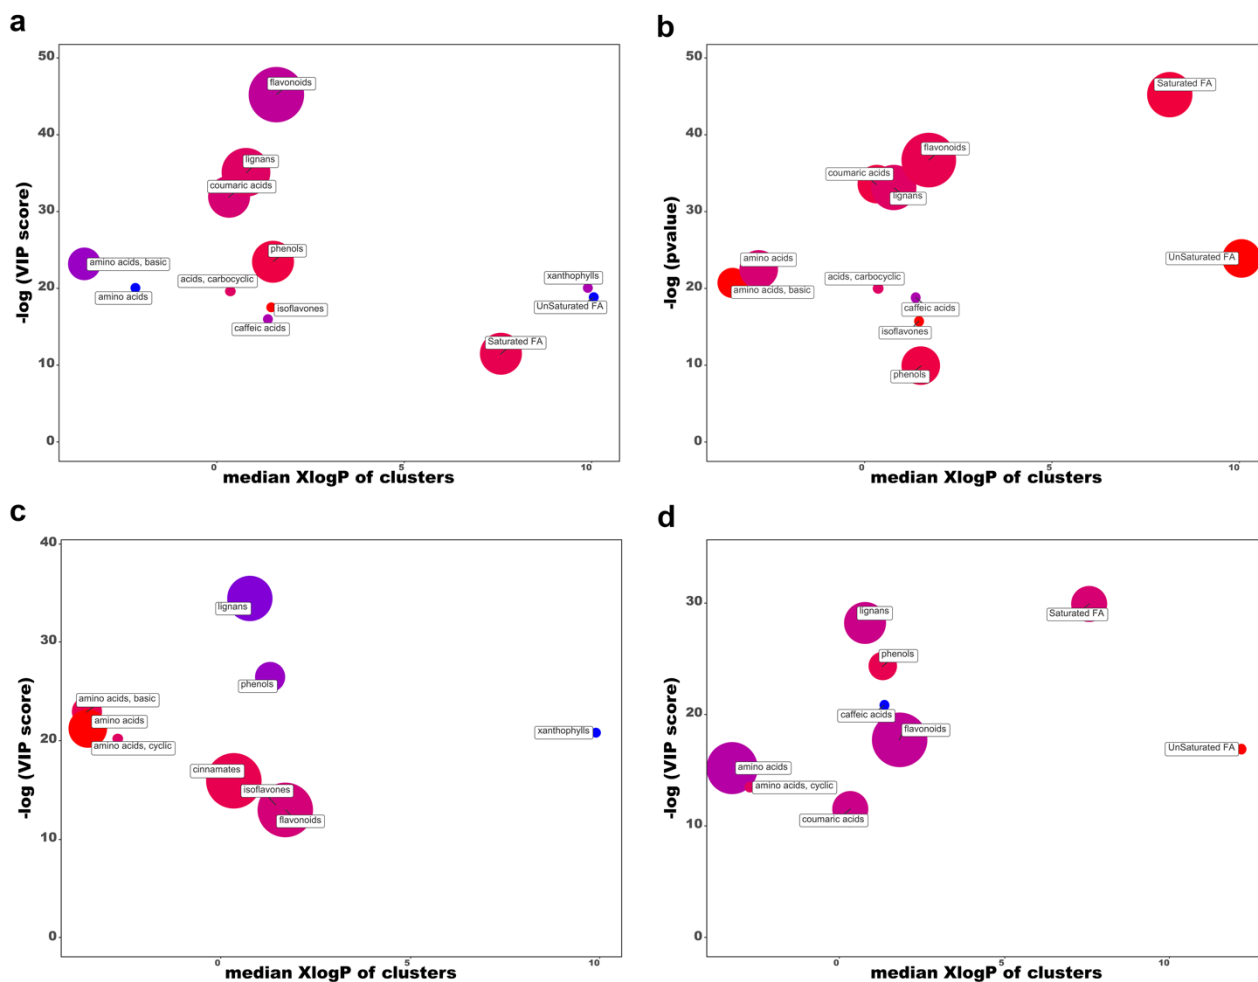 a
50
40
30
20
10
0
-log (VIP score)
flavonoids
lignans
coumaric acids
phenols
amino acids, basic
amino acids
acids, carbocyclic
isoflavones
caffeic acids
xanthophylls
UnSaturated FA
Saturated FA
0
5
10
median XlogP of clusters
b
50
40
30
20
10
0
-log (pvalue)
Saturated FA
flavonoids
coumaric acids
lignans
amino acids
amino acids, basic
acids, carbocyclic
caffeic acids
isoflavones
phenols
UnSaturated FA
0
5
10
median XlogP of clusters
c
40
30
20
10
0
-log (VIP score)
lignans
phenols
amino acids, basic
amino acids
amino acids, cyclic
xanthophylls
cinnamates
isoflavones
flavonoids
0
5
10
median XlogP of clusters
d
30
20
10
0
-log (VIP score)
Saturated FA
lignans
phenols
caffeic acids
flavonoids
UnSaturated FA
amino acids
amino acids, cyclic
coumaric acids
0
5
10
median XlogP of clusters